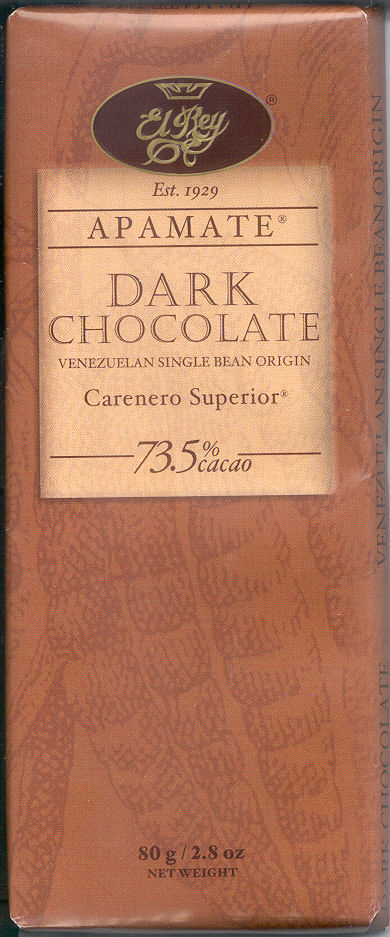 El Rey
®
Est. 1929
APAMATE®
DARK
CHOCOLATE
VENEZUELAN SINGLE BEAN ORIGIN
Carenero Superior®
73.5% cacao
80 g / 2.8 oz
NET WEIGHT
VENEZUELAN SINGLE BEAN ORIGIN
DARK CHOCOLATE